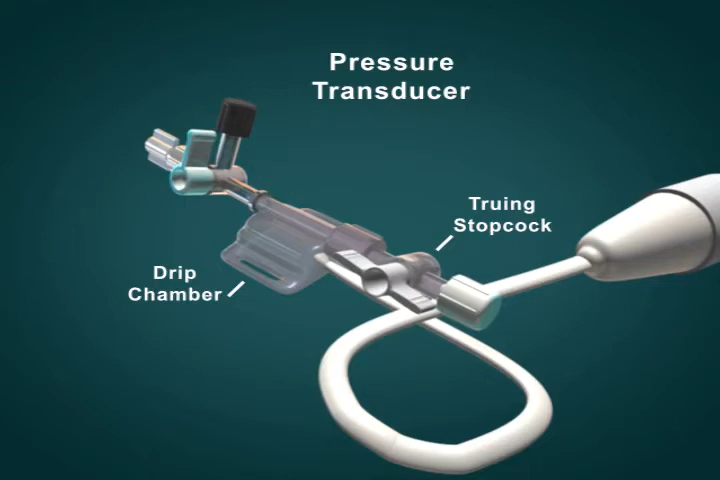 Pressure
Transducer
Truing
Stopcock
Drip
Chamber